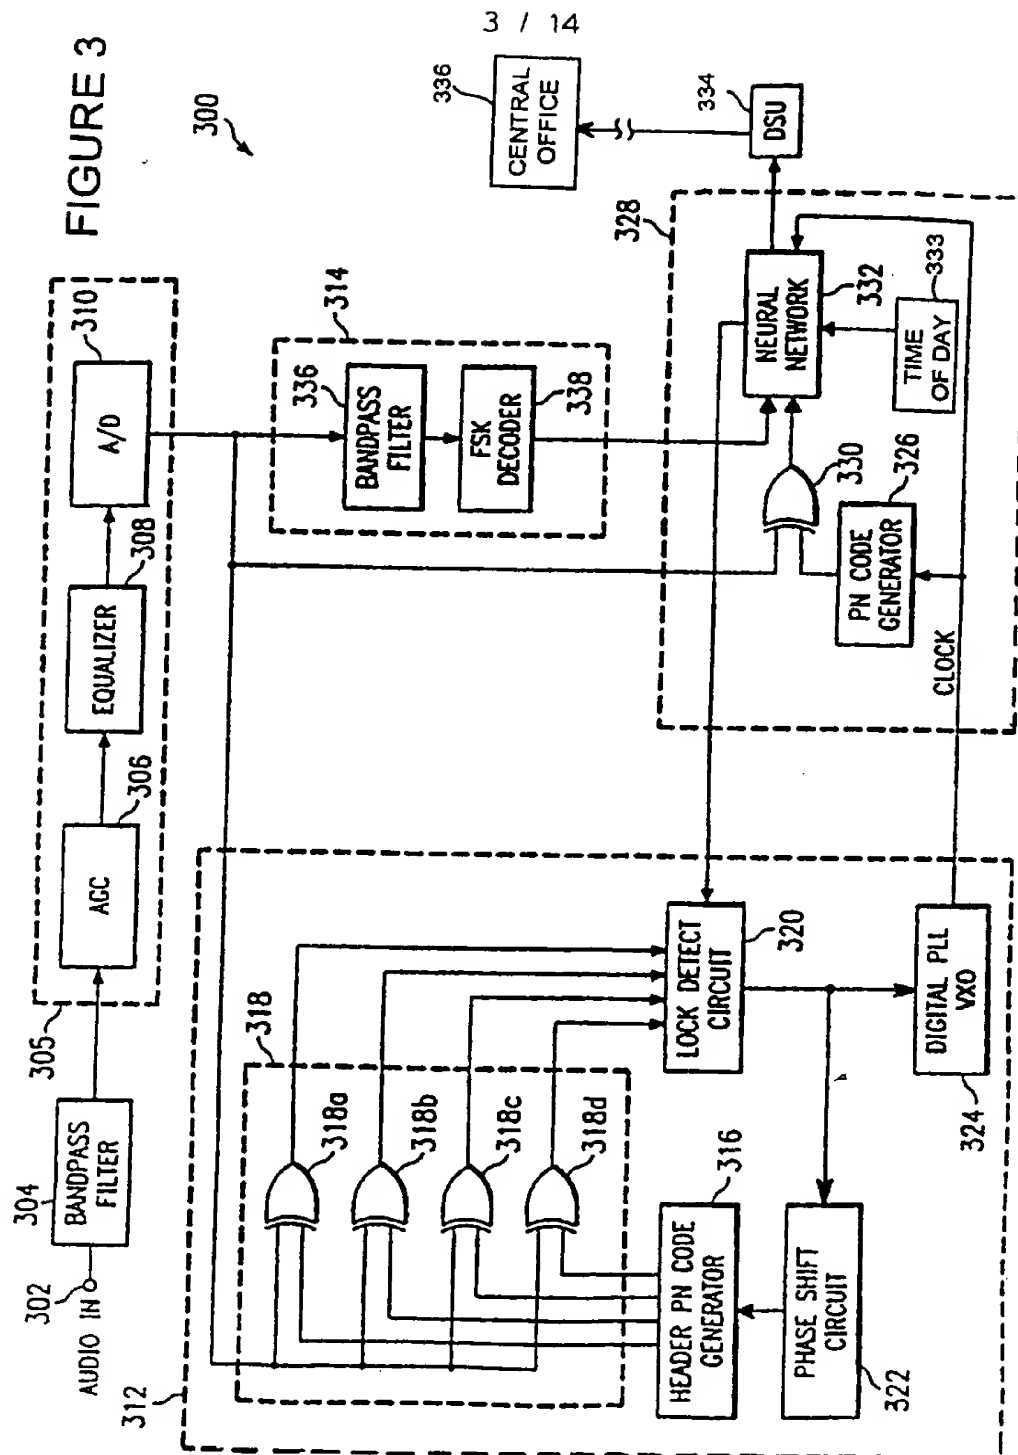 3 / 14
FIGURE 3
300
AUDIO IN
302
304
BANDPASS
FILTER
305
AGC
306
EQUALIZER
308
A/D
310
312
314
336
BANDPASS
FILTER
FSK
DECODER
338
318
318a
318b
318c
318d
HEADER PN CODE
GENERATOR
316
LOCK DETECT
CIRCUIT
320
PHASE SHIFT
CIRCUIT
322
DIGITAL PLL
VXO
324
CLOCK
328
PN CODE
GENERATOR
326
330
NEURAL
NETWORK
332
TIME
OF DAY
333
DSU
334
CENTRAL
OFFICE
336